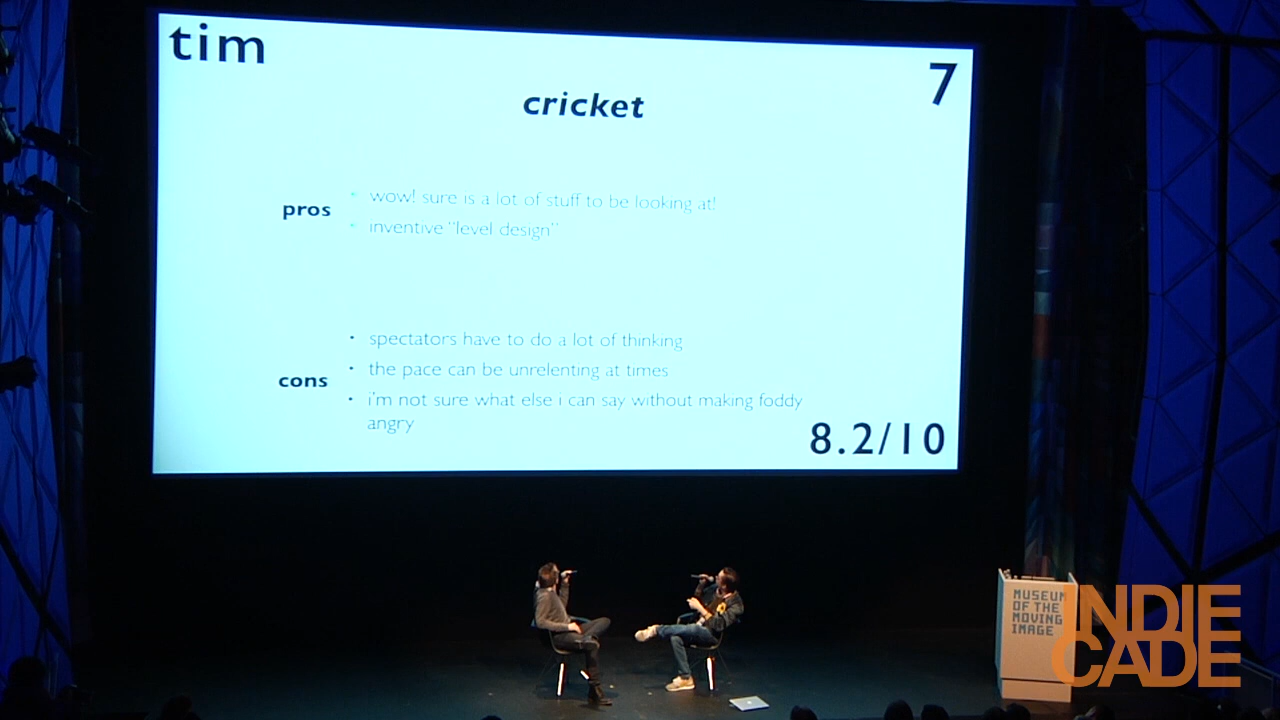 tim
7
cricket
pros
• wow! sure is a lot of stuff to be looking at!
• inventive "level design"
cons
• spectators have to do a lot of thinking
• the pace can be unrelenting at times
• i'm not sure what else i can say without making foddy
angry
8.2/10
MUSEUM
OF THE
MOVING
IMAGE
INDIE
CADE